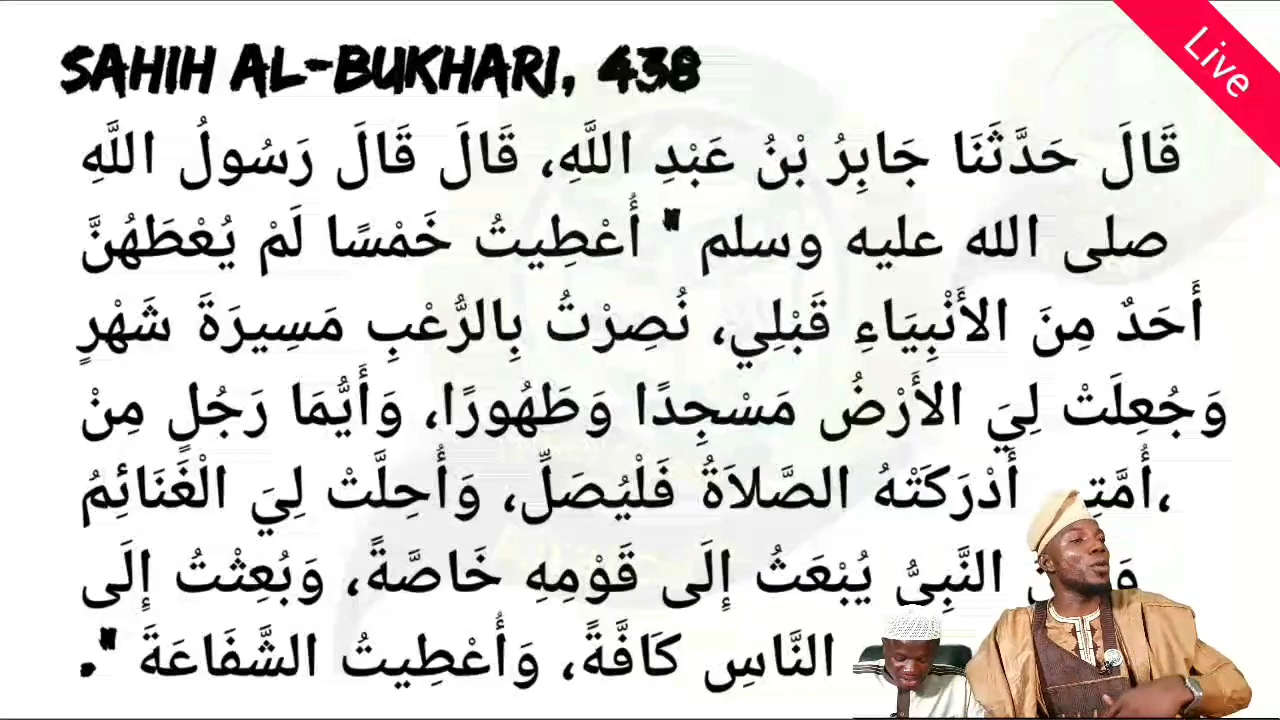 SAHIH AL-BUKHARI, 438
Live
قَالَ حَدَّثَنَا جَابِرُ بْنُ عَبْدِ اللَّهِ، قَالَ قَالَ رَسُولُ اللَّهِ
صلى الله عليه وسلم " أُعْطِيتُ خَمْسًا لَمْ يُعْطَهُنَّ
أَحَدٌ مِنَ الأَنْبِيَاءِ قَبْلِي، نُصِرْتُ بِالرُّعْبِ مَسِيرَةَ شَهْرٍ
وَجُعِلَتْ لِيَ الأَرْضُ مَسْجِدًا وَطَهُورًا، وَأَيُّمَا رَجُلٍ مِنْ
،أُمَّتِي أَدْرَكَتْهُ الصَّلاَةُ فَلْيُصَلِّ، وَأُحِلَّتْ لِيَ الْغَنَائِمُ
النَّبِيُّ يُبْعَثُ إِلَى قَوْمِهِ خَاصَّةً، وَبُعِثْتُ إِلَى
النَّاسِ كَافَّةً، وَأُعْطِيتُ الشَّفَاعَةَ ".